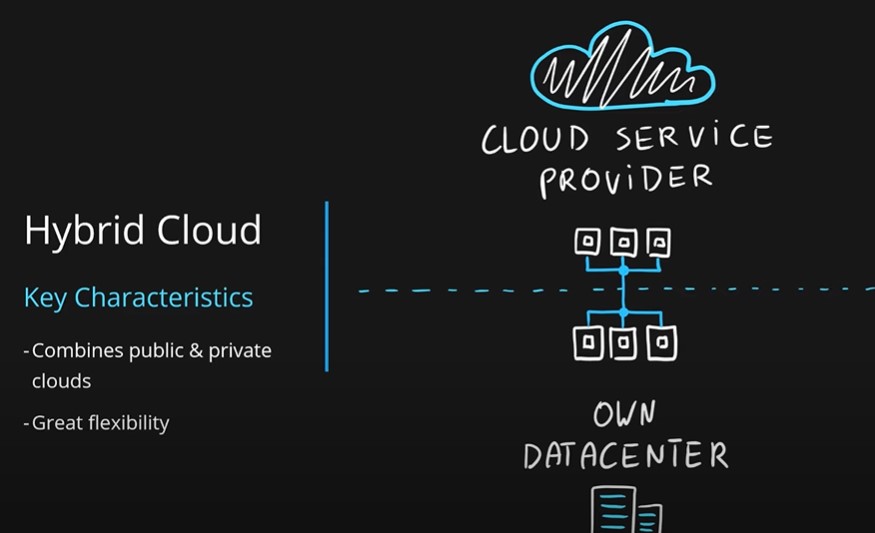 Hybrid Cloud
Key Characteristics
-Combines public & private
clouds
-Great flexibility
CLOUD SERViCE
PROViDER
OWN
DATACENTER